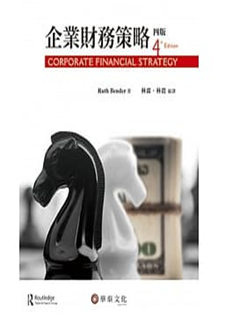 企業財務策略 四版
4th Edition
CORPORATE FINANCIAL STRATEGY
Ruth Bender 著
Routledge
華泰文化